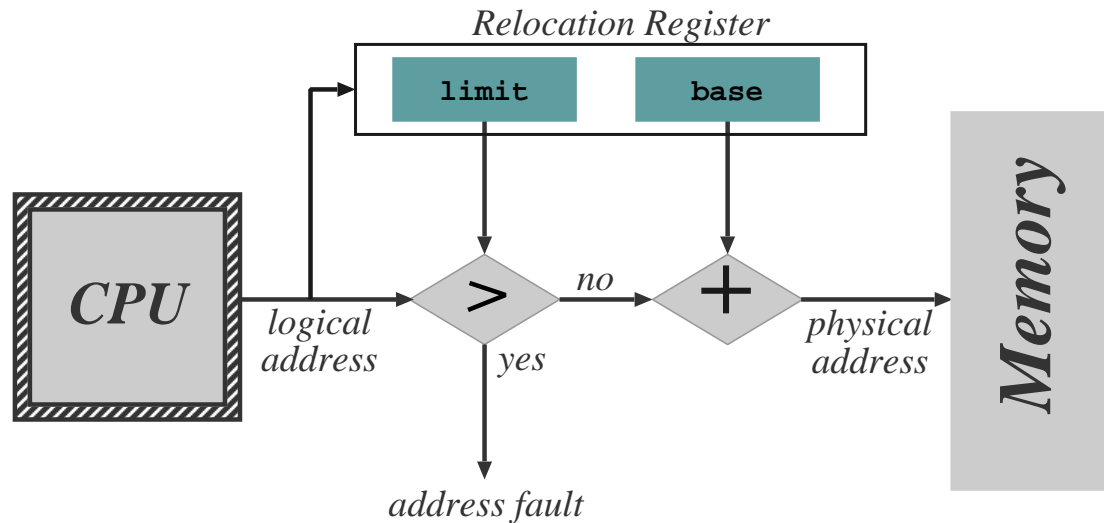 Relocation Register
limit
base
CPU
>
no
+
logical
address
yes
physical
address
Memory
address fault